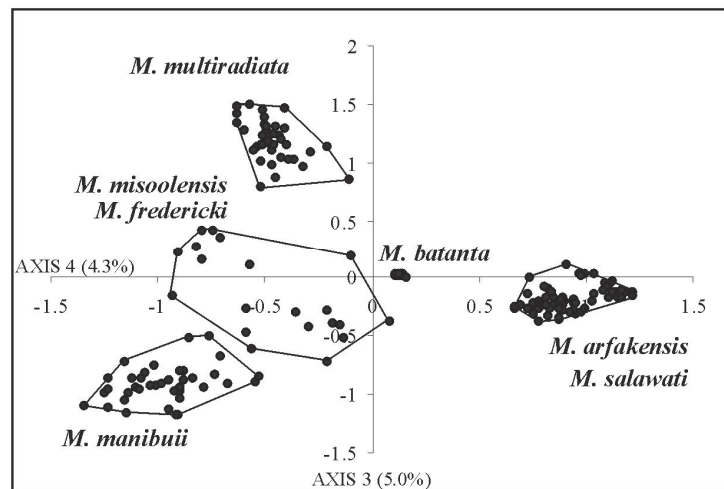 2
M. multiradiata
1.5
1
M. misoolensis
M. fredericki
0.5
M. batanta
AXIS 4 (4.3%)
0
-1.5
-1
-0.5
0
0.5
1
1.5
-0.5
M. arfakensis
M. salawati
-1
M. manibuii
-1.5
AXIS 3 (5.0%)